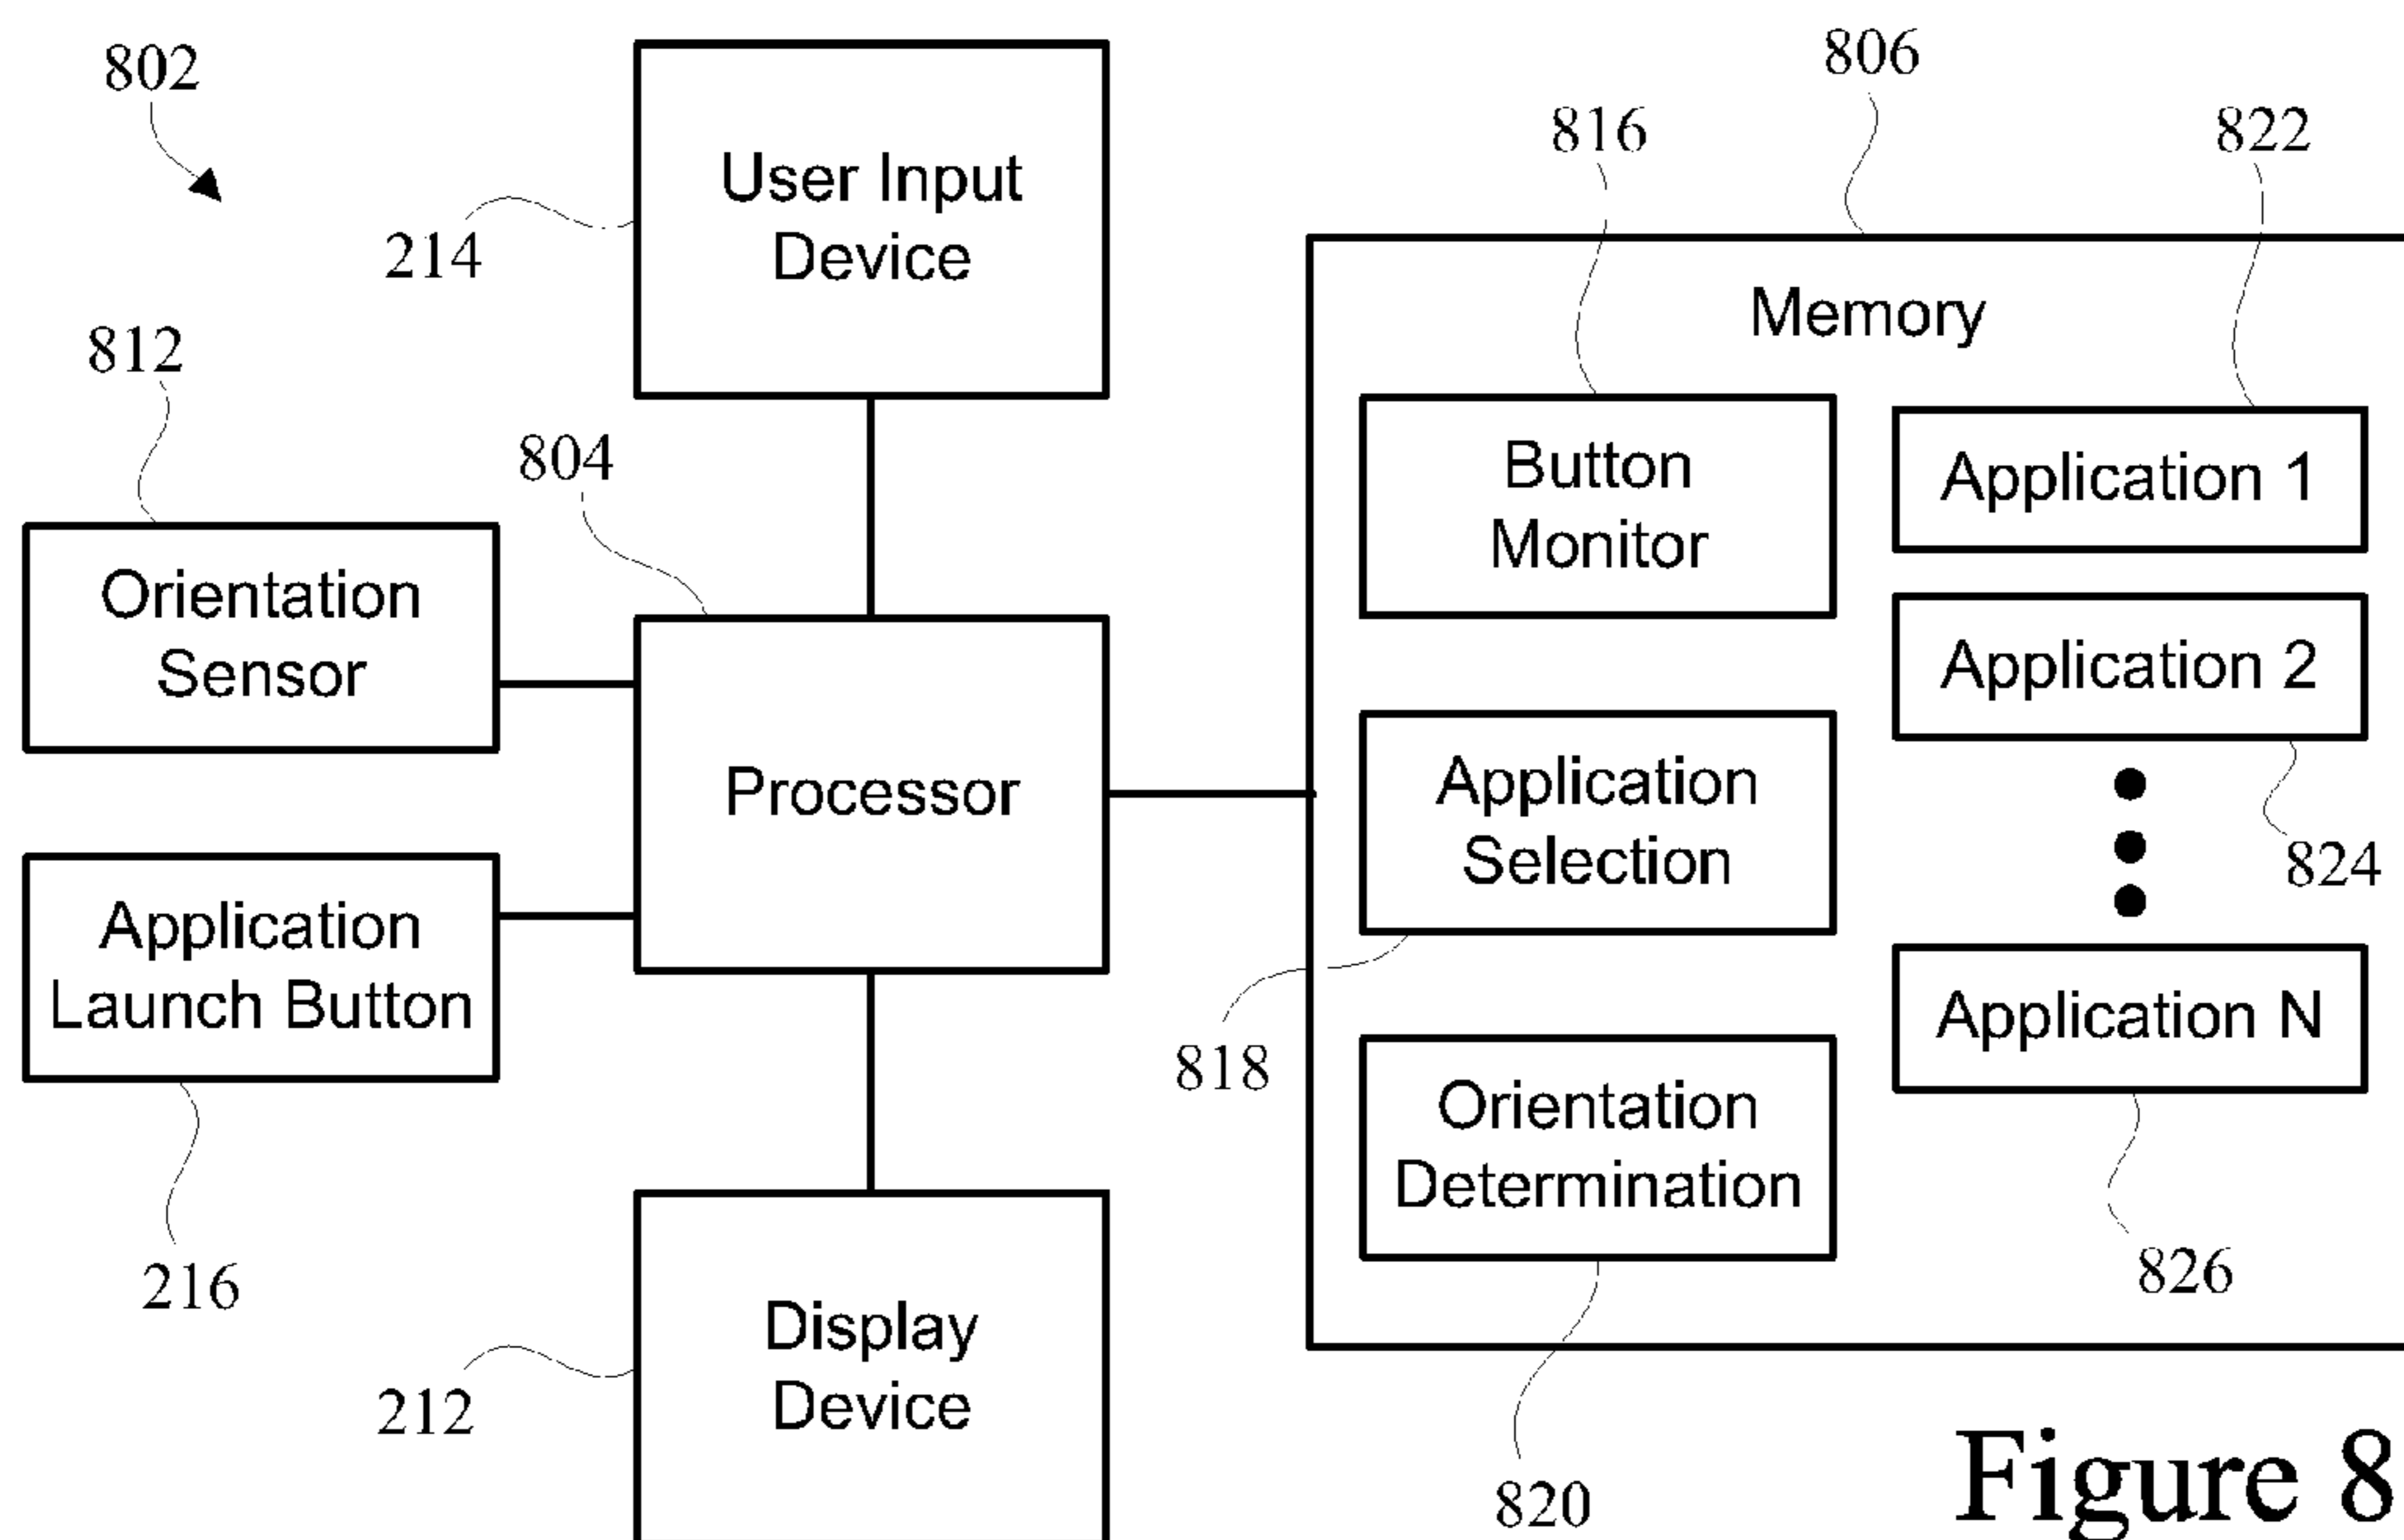 802
User Input
Device
214
812
Orientation
Sensor
804
Processor
Application
Launch Button
216
Display
Device
212
806
Memory
816
Button
Monitor
822
Application 1
Application 2
824
Application
Selection
818
Application N
826
Orientation
Determination
820
Figure 8